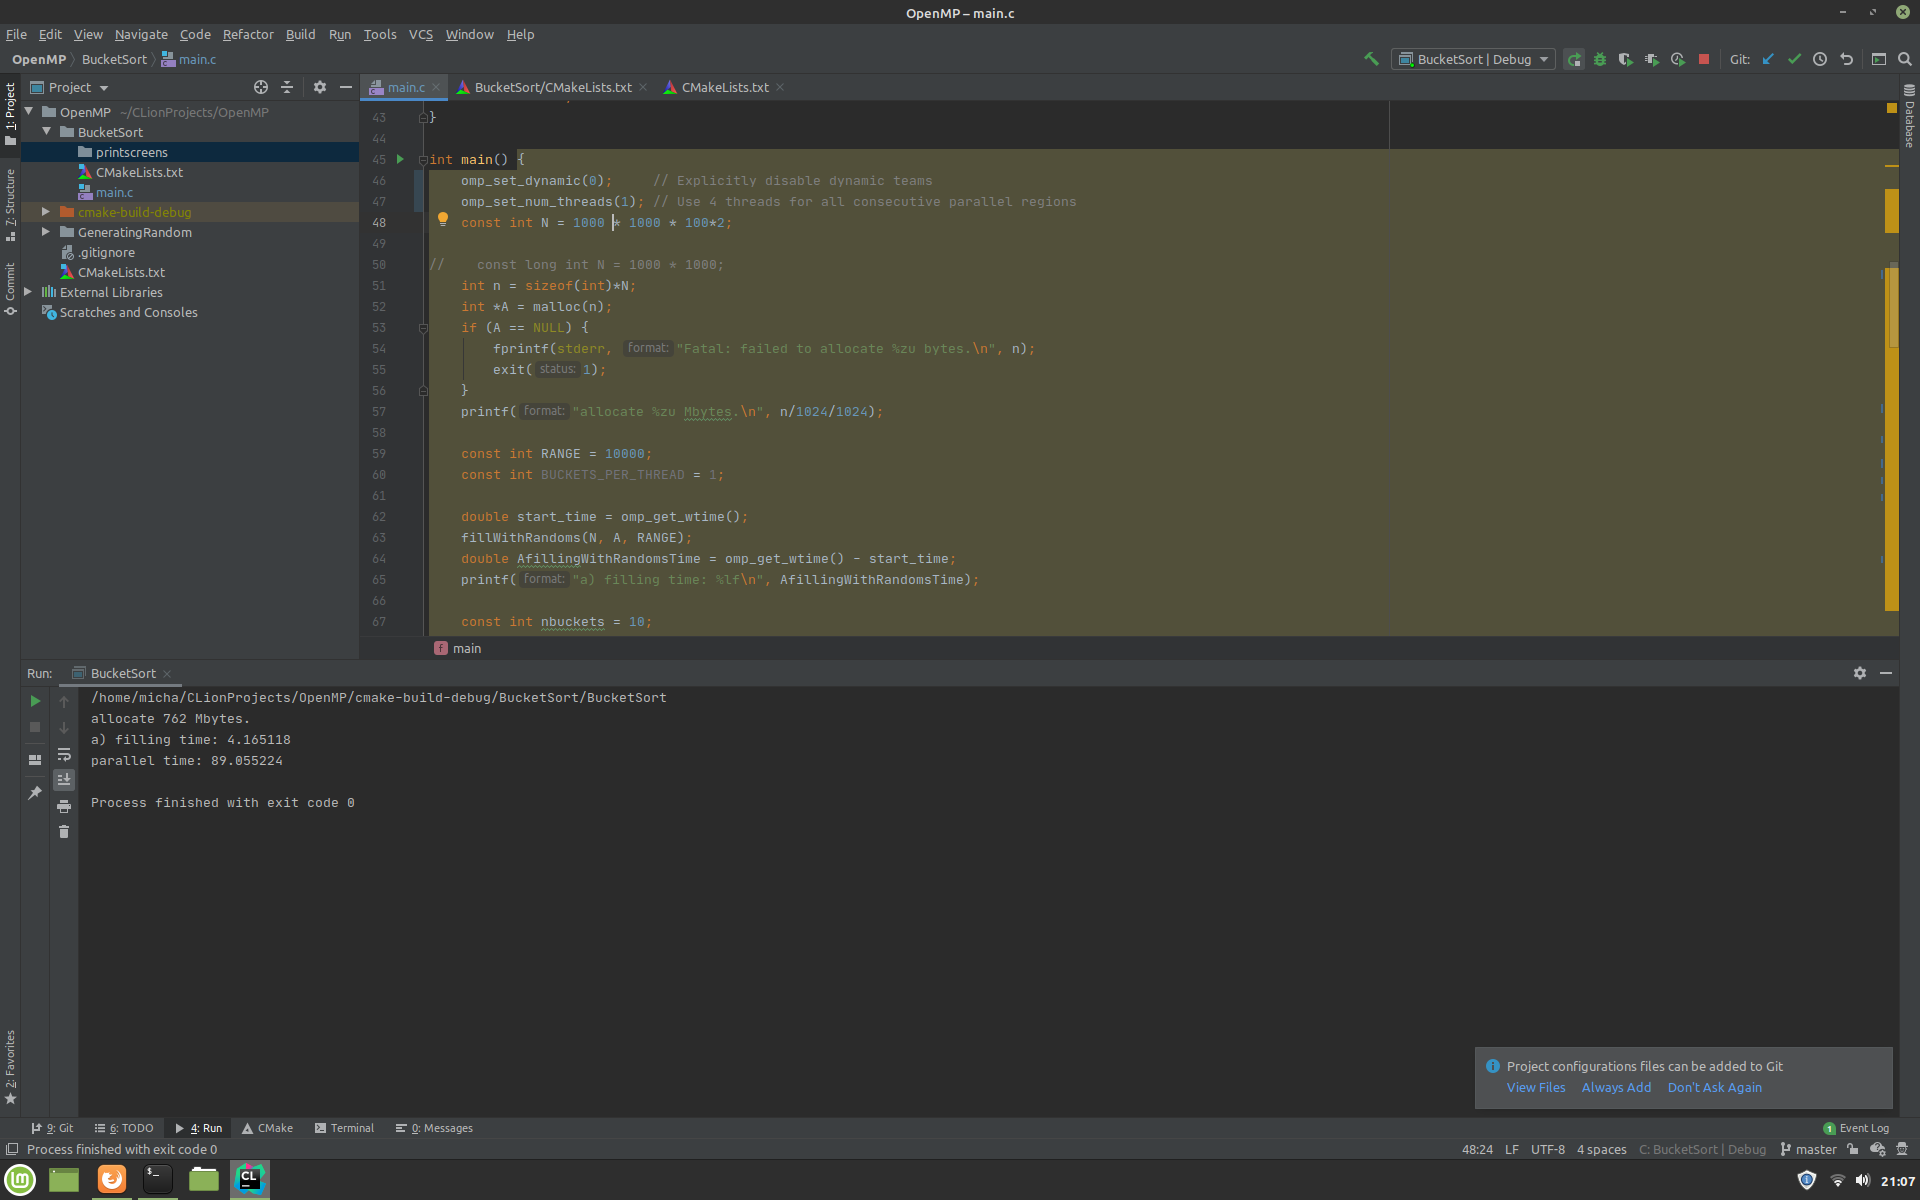 OpenMP – main.c
File Edit View Navigate Code Refactor Build Run Tools VCS Window Help
OpenMP BucketSort main.c
BucketSort | Debug
Git:
1: Project
7: Structure
Commit
2: Favorites
Database
Project
OpenMP ~/CLionProjects/OpenMP
BucketSort
printscreens
CMakeLists.txt
main.c
cmake-build-debug
GeneratingRandom
.gitignore
CMakeLists.txt
External Libraries
Scratches and Consoles
main.c BucketSort/CMakeLists.txt CMakeLists.txt
43 }
44
45 int main() {
46 omp_set_dynamic(0); // Explicitly disable dynamic teams
47 omp_set_num_threads(1); // Use 4 threads for all consecutive parallel regions
48 const int N = 1000 * 1000 * 100*2;
49
50 // const long int N = 1000 * 1000;
51 int n = sizeof(int)*N;
52 int *A = malloc(n);
53 if (A == NULL) {
54 fprintf(stderr, format: "Fatal: failed to allocate %zu bytes.\n", n);
55 exit( status: 1);
56 }
57 printf( format: "allocate %zu Mbytes.\n", n/1024/1024);
58
59 const int RANGE = 10000;
60 const int BUCKETS_PER_THREAD = 1;
61
62 double start_time = omp_get_wtime();
63 fillWithRandoms(N, A, RANGE);
64 double AfillingWithRandomsTime = omp_get_wtime() - start_time;
65 printf( format: "a) filling time: %lf\n", AfillingWithRandomsTime);
66
67 const int nbuckets = 10;
f main
Run: BucketSort
/home/micha/CLionProjects/OpenMP/cmake-build-debug/BucketSort/BucketSort
allocate 762 Mbytes.
a) filling time: 4.165118
parallel time: 89.055224
Process finished with exit code 0
Project configurations files can be added to Git
View Files Always Add Don't Ask Again
9: Git 6: TODO 4: Run CMake Terminal 0: Messages
1 Event Log
Process finished with exit code 0
48:24 LF UTF-8 4 spaces C: BucketSort | Debug master
CL
21:07